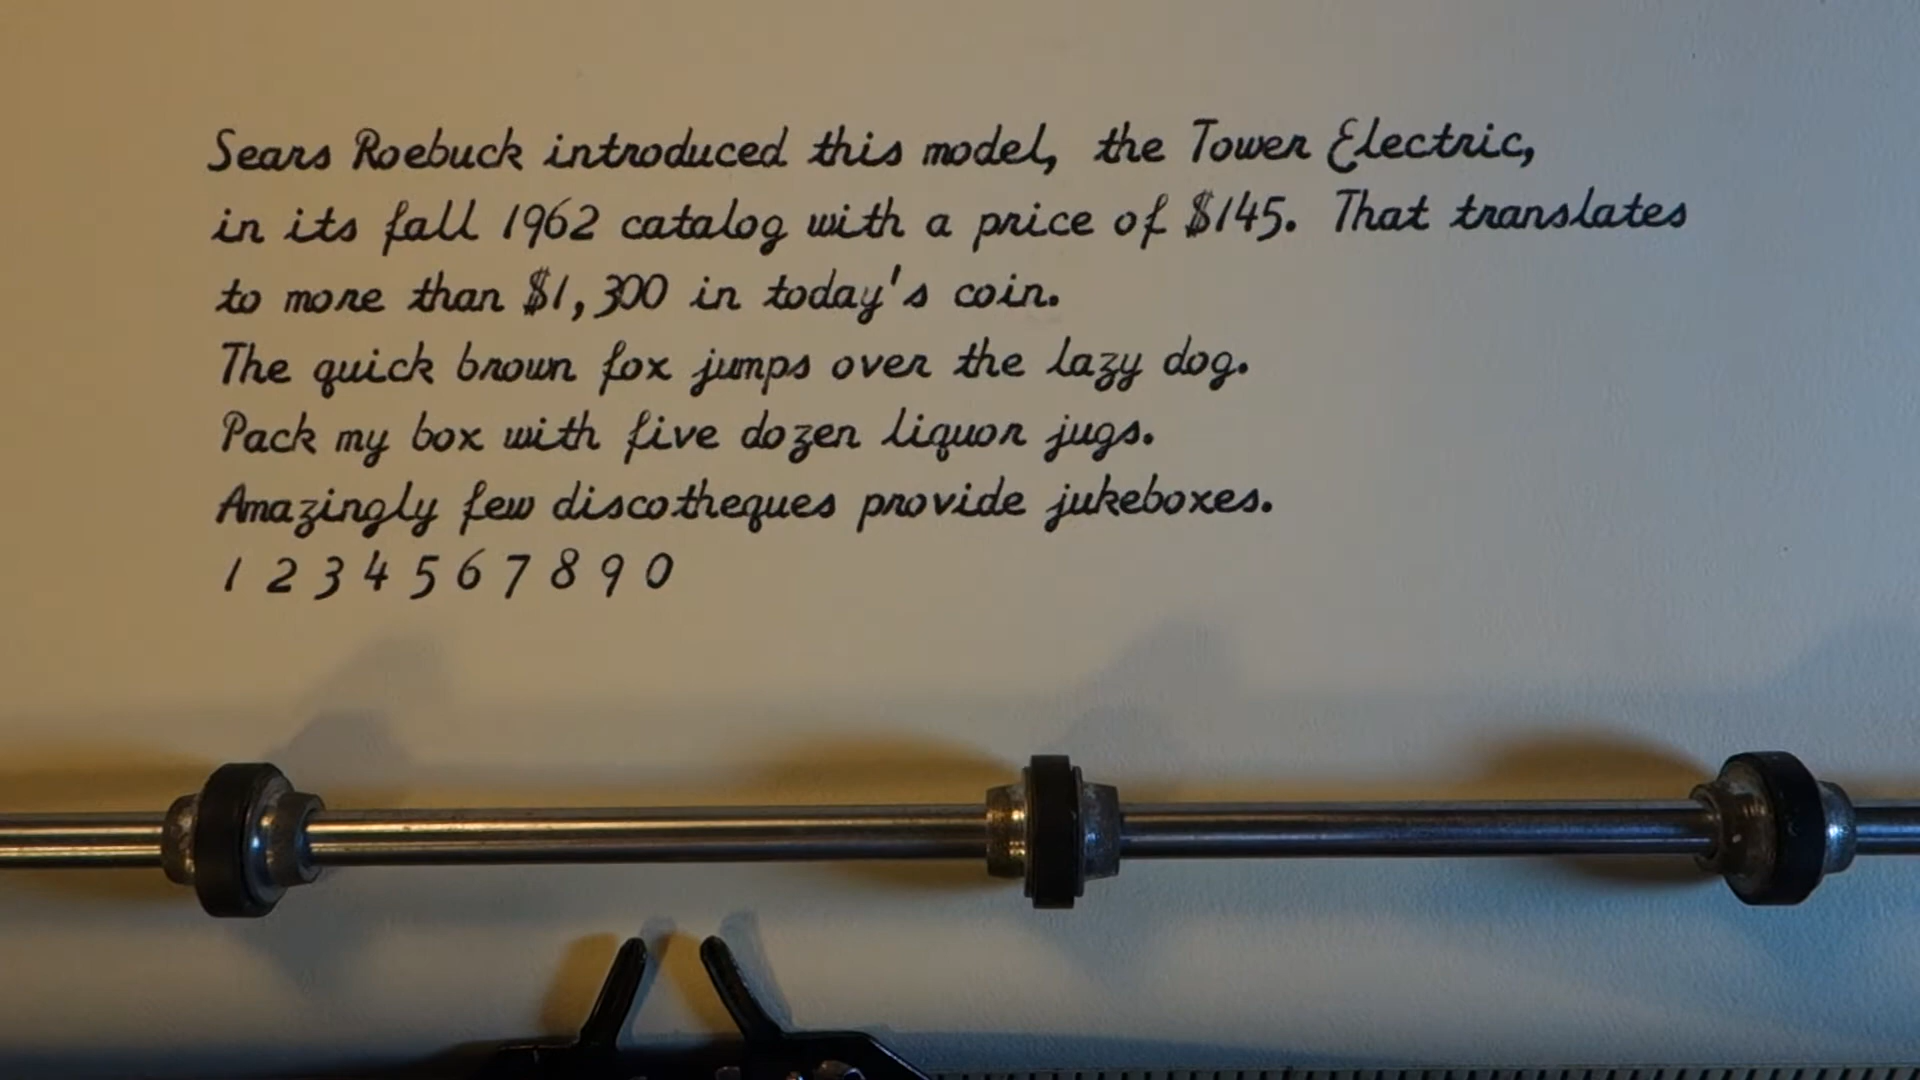 Sears Roebuck introduced this model, the Tower Electric,
in its fall 1962 catalog with a price of $145. That translates
to more than $1,300 in today's coin.
The quick brown fox jumps over the lazy dog.
Pack my box with five dozen liquor jugs.
Amazingly few discotheques provide jukeboxes.
1 2 3 4 5 6 7 8 9 0